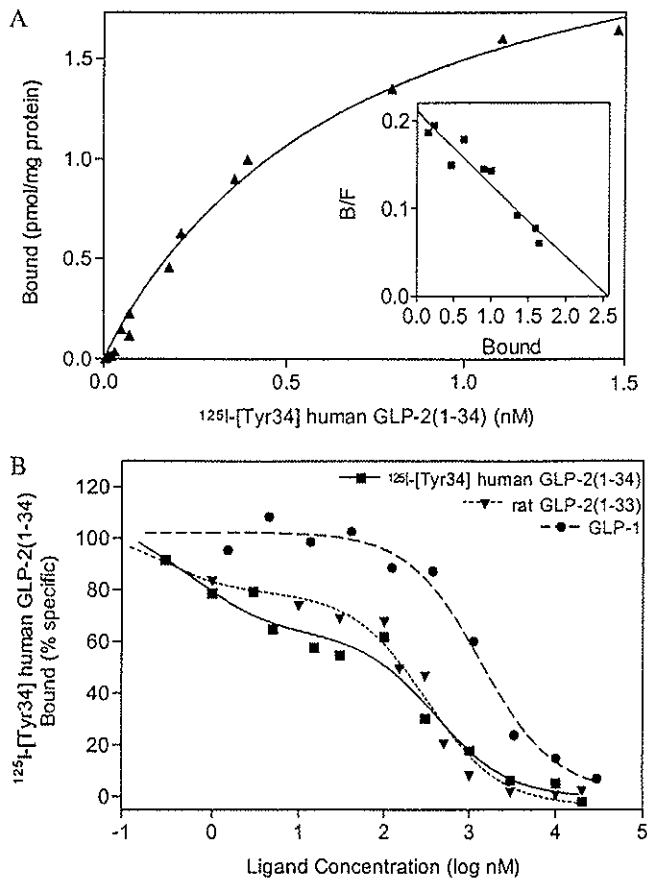 A
1.5
1.0
0.5
0.0
Bound (pmol/mg protein)
0.0
0.5
1.0
1.5
¹²⁵I-[Tyr34] human GLP-2(1-34) (nM)
0.2
0.1
0.0
B/F
0.0 0.5 1.0 1.5 2.0 2.5
Bound
B
120
100
80
60
40
20
0
¹²⁵I-[Tyr34] human GLP-2(1-34)
Bound (% specific)
¹²⁵I-[Tyr34] human GLP-2(1-34)
rat GLP-2(1-33)
GLP-1
-1 0 1 2 3 4 5
Ligand Concentration (log nM)